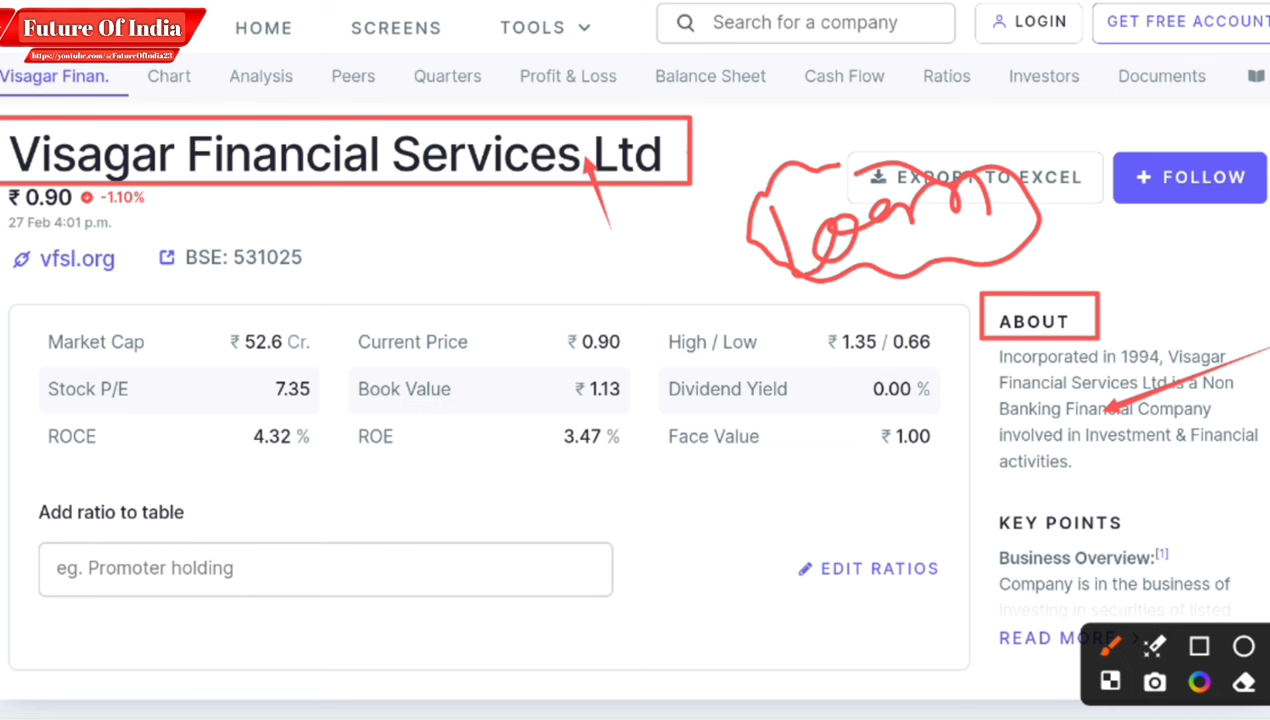 Future Of India
https://youtube.com/@FutureOfIndia23
HOME SCREENS TOOLS Search for a company LOGIN GET FREE ACCOUNT
Visagar Finan. Chart Analysis Peers Quarters Profit & Loss Balance Sheet Cash Flow Ratios Investors Documents
Visagar Financial Services Ltd
EXPORT TO EXCEL + FOLLOW
₹ 0.90 -1.10%
27 Feb 4:01 p.m.
Loan
vfsl.org BSE: 531025
Market Cap ₹ 52.6 Cr. Current Price ₹ 0.90 High / Low ₹ 1.35 / 0.66
Stock P/E 7.35 Book Value ₹ 1.13 Dividend Yield 0.00 %
ROCE 4.32 % ROE 3.47 % Face Value ₹ 1.00
Add ratio to table
eg. Promoter holding
EDIT RATIOS
ABOUT
Incorporated in 1994, Visagar
Financial Services Ltd is a Non
Banking Financial Company
involved in Investment & Financial
activities.
KEY POINTS
Business Overview:[1]
Company is in the business of
Investing in securities of listed
READ MORE